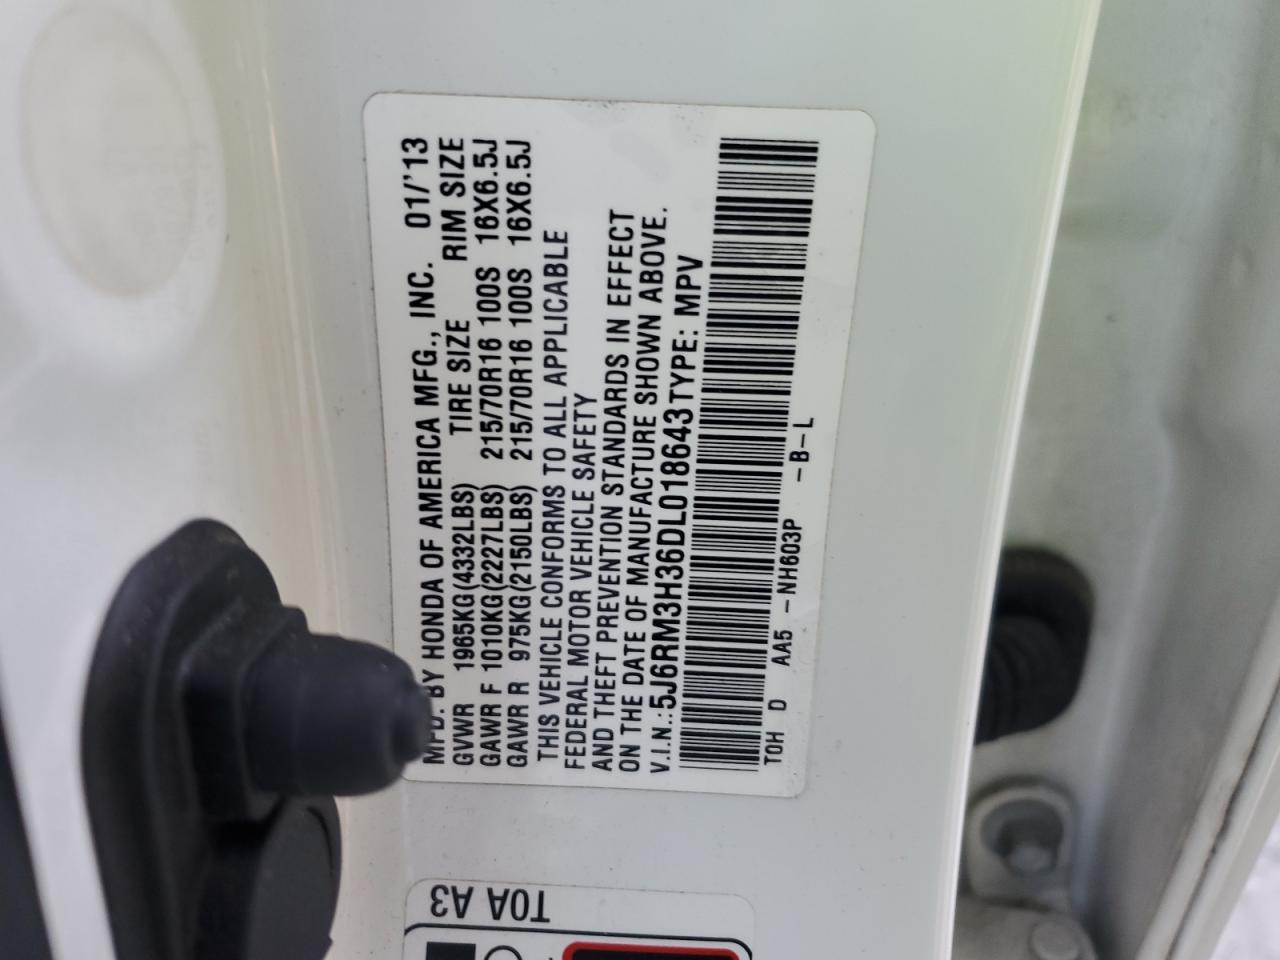 MFD. BY HONDA OF AMERICA MFG., INC. 01/'13
GVWR 1965KG(4332LBS) TIRE SIZE RIM SIZE
GAWR F 1010KG(2227LBS) 215/70R16 100S 16X6.5J
GAWR R 975KG(2150LBS) 215/70R16 100S 16X6.5J
THIS VEHICLE CONFORMS TO ALL APPLICABLE
FEDERAL MOTOR VEHICLE SAFETY
AND THEFT PREVENTION STANDARDS IN EFFECT
ON THE DATE OF MANUFACTURE SHOWN ABOVE.
V.I.N.:5J6RM3H36DL018643TYPE: MPV
TOH D AA5 -NH603P -B-L
T0A A3